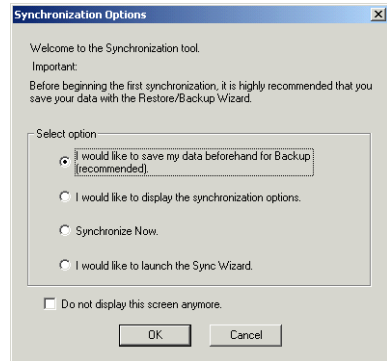 Synchronization Options
Welcome to the Synchronization tool.
Important:
Before beginning the first synchronization, it is highly recommended that you
save your data with the Restore/Backup Wizard.
Select option
I would like to save my data beforehand for Backup
(recommended).
I would like to display the synchronization options.
Synchronize Now.
I would like to launch the Sync Wizard.
Do not display this screen anymore.
OK
Cancel